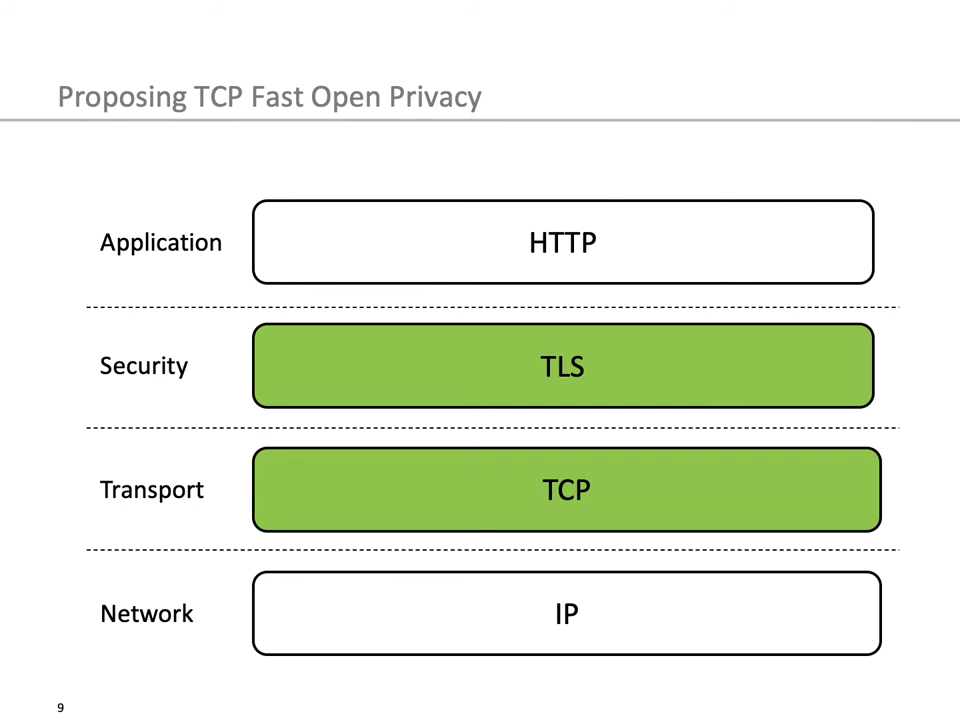 Proposing TCP Fast Open Privacy
Application
HTTP
Security
TLS
Transport
TCP
Network
IP
9